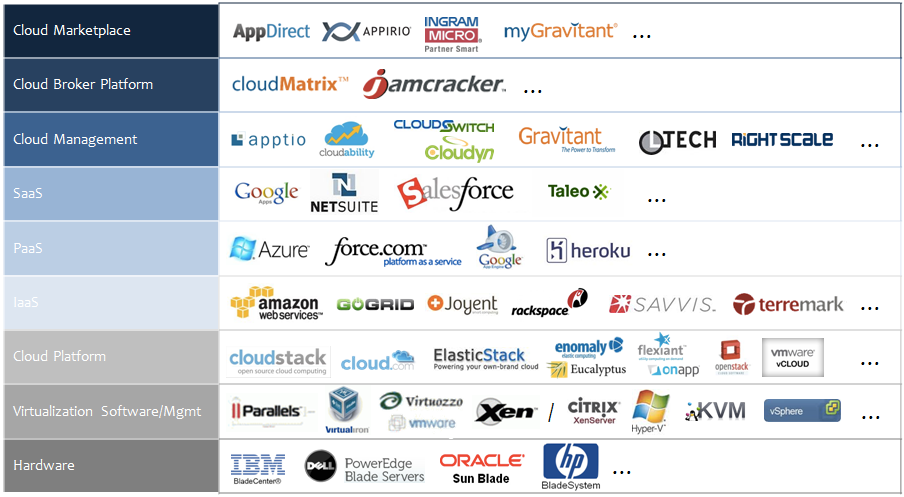 Cloud Marketplace
AppDirect
APPIRIO
INGRAM
MICRO
Partner Smart
myGravitant®
...
Cloud Broker Platform
cloudMatrix™
jamcracker
...
Cloud Management
apptio
cloudability
CLOUDSWITCH
Cloudyn
Gravitant
The Power to Transform
LTECH
RIGHT SCALE
...
SaaS
Google
Apps
NETSUITE
Salesforce
Taleo
...
PaaS
Azure
force.com™
platform as a service
Google
App Engine
heroku
...
IaaS
amazon
webservices™
GOGRID
Joyent
rackspace
SAVVIS.
terremark
...
Cloud Platform
cloudstack
open source cloud computing
cloud.com
ElasticStack
Powering your own-brand cloud
enomaly
elastic computing
Eucalyptus
flexiant
onapp
openstack
vmware
vCLOUD
...
Virtualization Software/Mgmt
Parallels
VirtualIron
Virtuozzo
vmware
Xen
/
CITRIX
XenServer
Hyper-V
KVM
vSphere
...
Hardware
IBM
BladeCenter®
DELL
PowerEdge
Blade Servers
ORACLE
Sun Blade
hp
BladeSystem
...